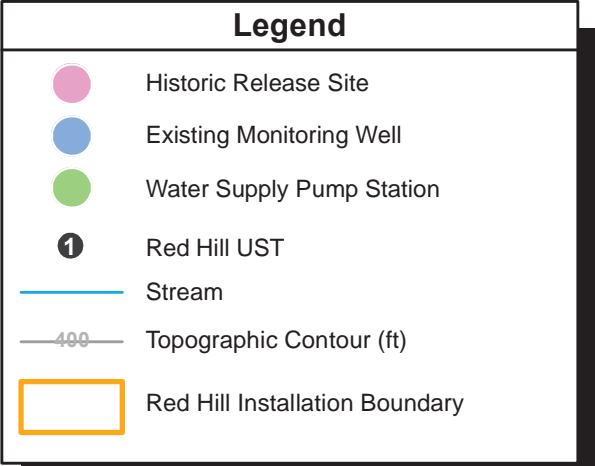 Legend
Historic Release Site
Existing Monitoring Well
Water Supply Pump Station
1 Red Hill UST
Stream
400 Topographic Contour (ft)
Red Hill Installation Boundary